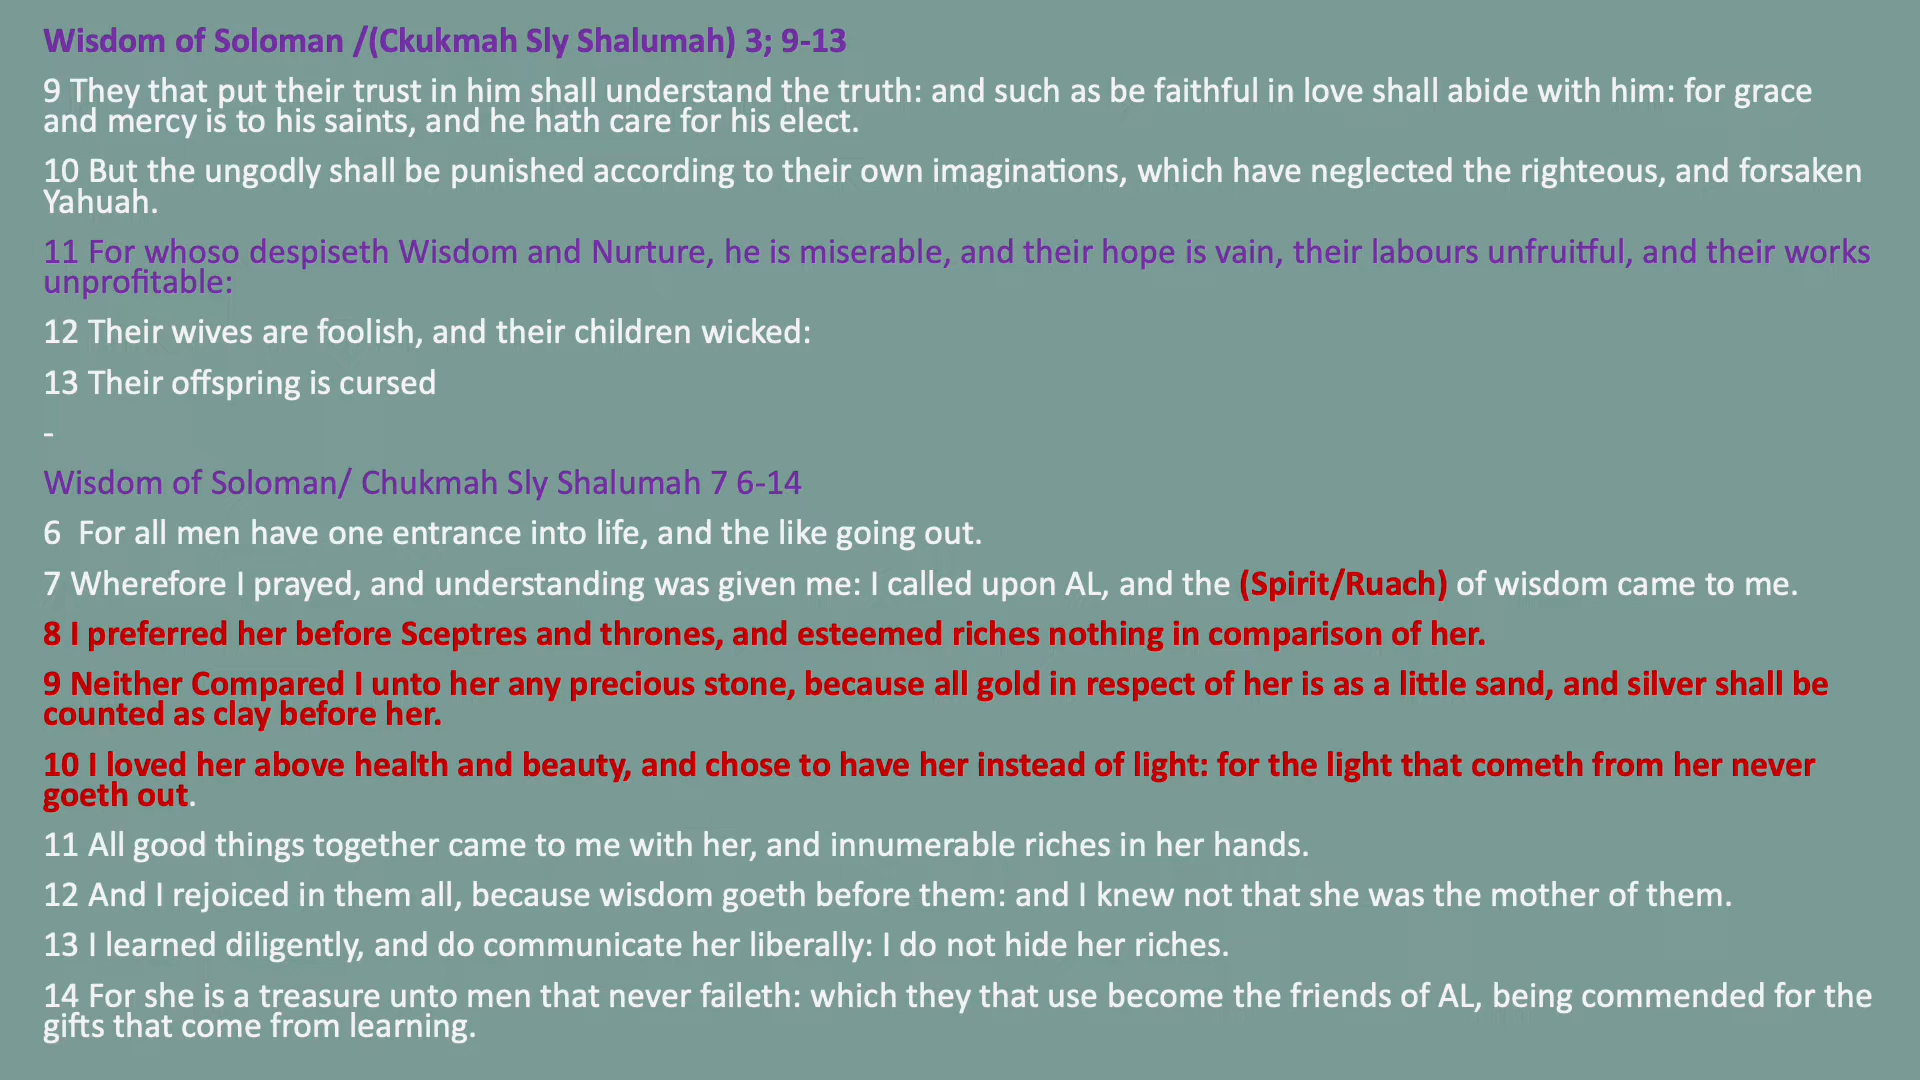 Wisdom of Soloman /(Ckukmah Sly Shalumah) 3; 9-13
9 They that put their trust in him shall understand the truth: and such as be faithful in love shall abide with him: for grace
and mercy is to his saints, and he hath care for his elect.
10 But the ungodly shall be punished according to their own imaginations, which have neglected the righteous, and forsaken
Yahuah.
11 For whoso despiseth Wisdom and Nurture, he is miserable, and their hope is vain, their labours unfruitful, and their works
unprofitable:
12 Their wives are foolish, and their children wicked:
13 Their offspring is cursed
-
Wisdom of Soloman/ Chukmah Sly Shalumah 7 6-14
6  For all men have one entrance into life, and the like going out.
7 Wherefore I prayed, and understanding was given me: I called upon AL, and the (Spirit/Ruach) of wisdom came to me.
8 I preferred her before Sceptres and thrones, and esteemed riches nothing in comparison of her.
9 Neither Compared I unto her any precious stone, because all gold in respect of her is as a little sand, and silver shall be
counted as clay before her.
10 I loved her above health and beauty, and chose to have her instead of light: for the light that cometh from her never
goeth out.
11 All good things together came to me with her, and innumerable riches in her hands.
12 And I rejoiced in them all, because wisdom goeth before them: and I knew not that she was the mother of them.
13 I learned diligently, and do communicate her liberally: I do not hide her riches.
14 For she is a treasure unto men that never faileth: which they that use become the friends of AL, being commended for the
gifts that come from learning.